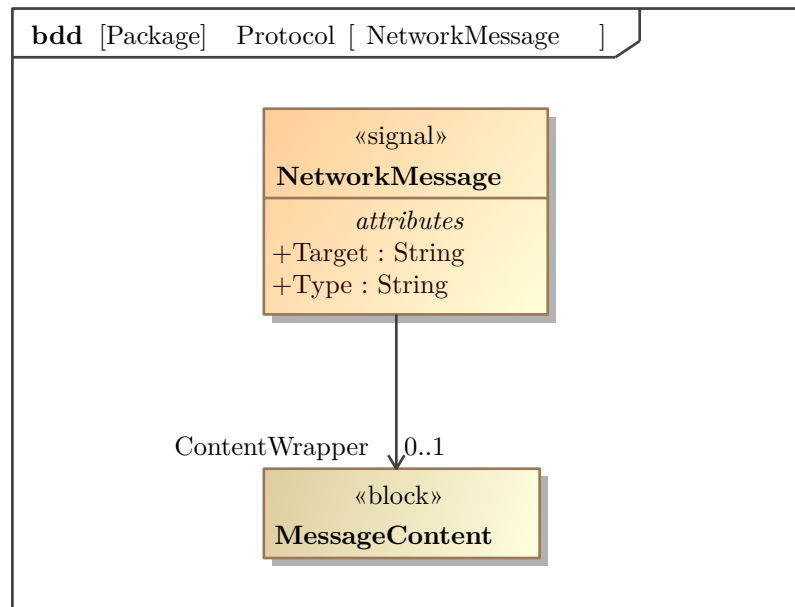 bdd [Package] Protocol [ NetworkMessage ]
«signal»
NetworkMessage
attributes
+Target : String
+Type : String
ContentWrapper 0..1
«block»
MessageContent